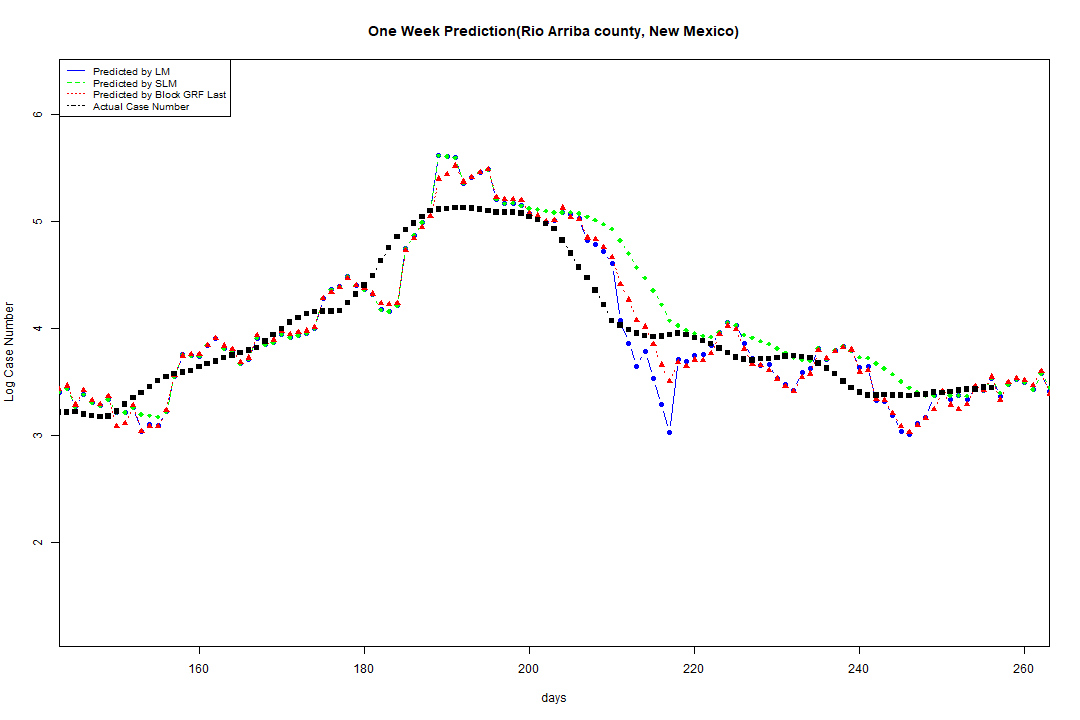 One Week Prediction(Rio Arriba county, New Mexico)
Predicted by LM
Predicted by SLM
Predicted by Block GRF Last
Actual Case Number
6
5
4
3
2
Log Case Number
160 180 200 220 240 260
days